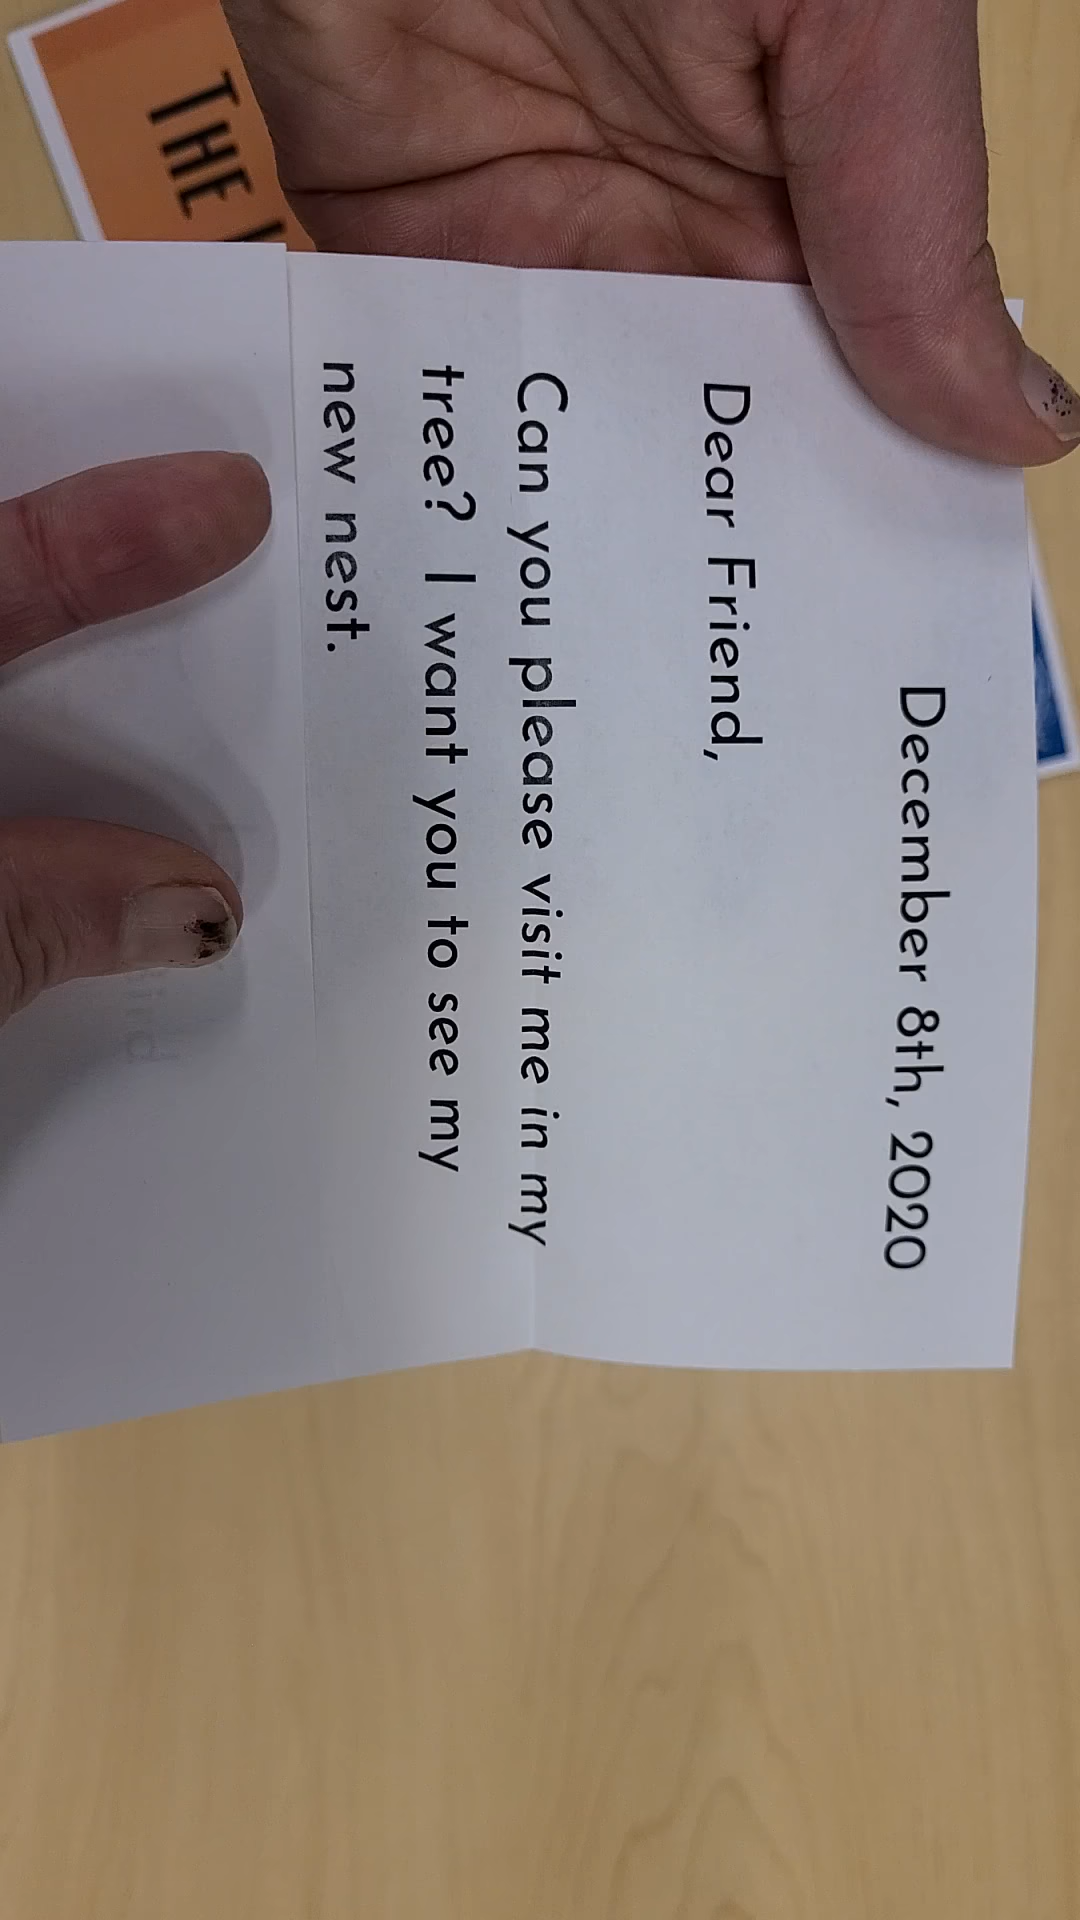 December 8th, 2020
Dear Friend,
Can you please visit me in my
tree? I want you to see my
new nest.
THE